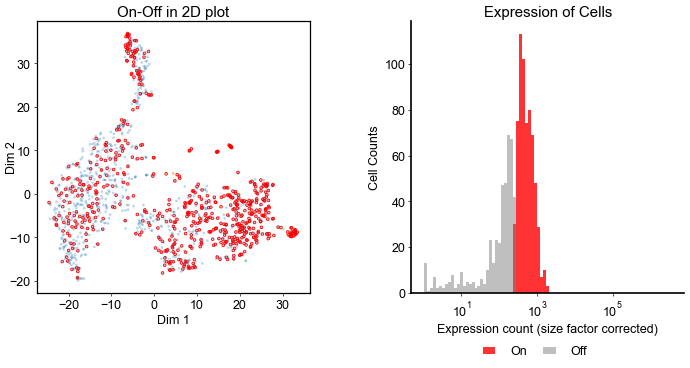 On-Off in 2D plot
Dim 2
30
20
10
0
−10
−20
−20 −10 0 10 20 30
Dim 1
Expression of Cells
Cell Counts
100
80
60
40
20
0
10^1 10^3 10^5
Expression count (size factor corrected)
On Off